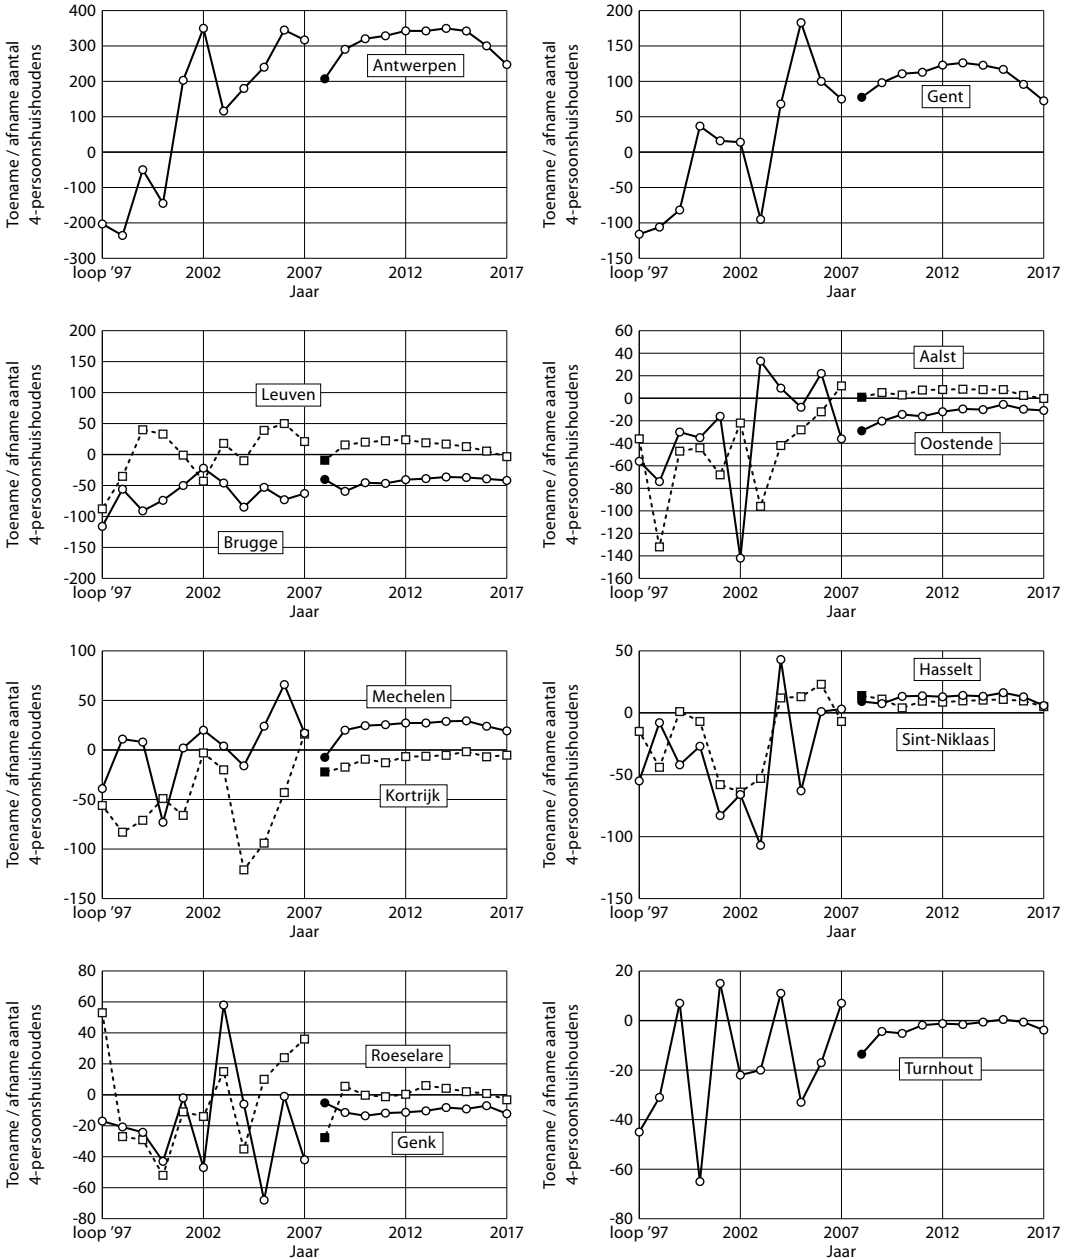 Toename / afname aantal
4-persoonshuishoudens
400
300
200
100
0
-100
-200
-300
Antwerpen
loop '97
2002
2007
2012
2017
Jaar
Toename / afname aantal
4-persoonshuishoudens
200
150
100
50
0
-50
-100
-150
Gent
loop '97
2002
2007
2012
2017
Jaar
Toename / afname aantal
4-persoonshuishoudens
200
150
100
50
0
-50
-100
-150
-200
Leuven
Brugge
loop '97
2002
2007
2012
2017
Jaar
Toename / afname aantal
4-persoonshuishoudens
60
40
20
0
-20
-40
-60
-80
-100
-120
-140
-160
Aalst
Oostende
loop '97
2002
2007
2012
2017
Jaar
Toename / afname aantal
4-persoonshuishoudens
100
50
0
-50
-100
-150
Mechelen
Kortrijk
loop '97
2002
2007
2012
2017
Jaar
Toename / afname aantal
4-persoonshuishoudens
50
0
-50
-100
-150
Hasselt
Sint-Niklaas
loop '97
2002
2007
2012
2017
Jaar
Toename / afname aantal
4-persoonshuishoudens
80
60
40
20
0
-20
-40
-60
-80
Roeselare
Genk
loop '97
2002
2007
2012
2017
Jaar
Toename / afname aantal
4-persoonshuishoudens
20
0
-20
-40
-60
-80
Turnhout
loop '97
2002
2007
2012
2017
Jaar